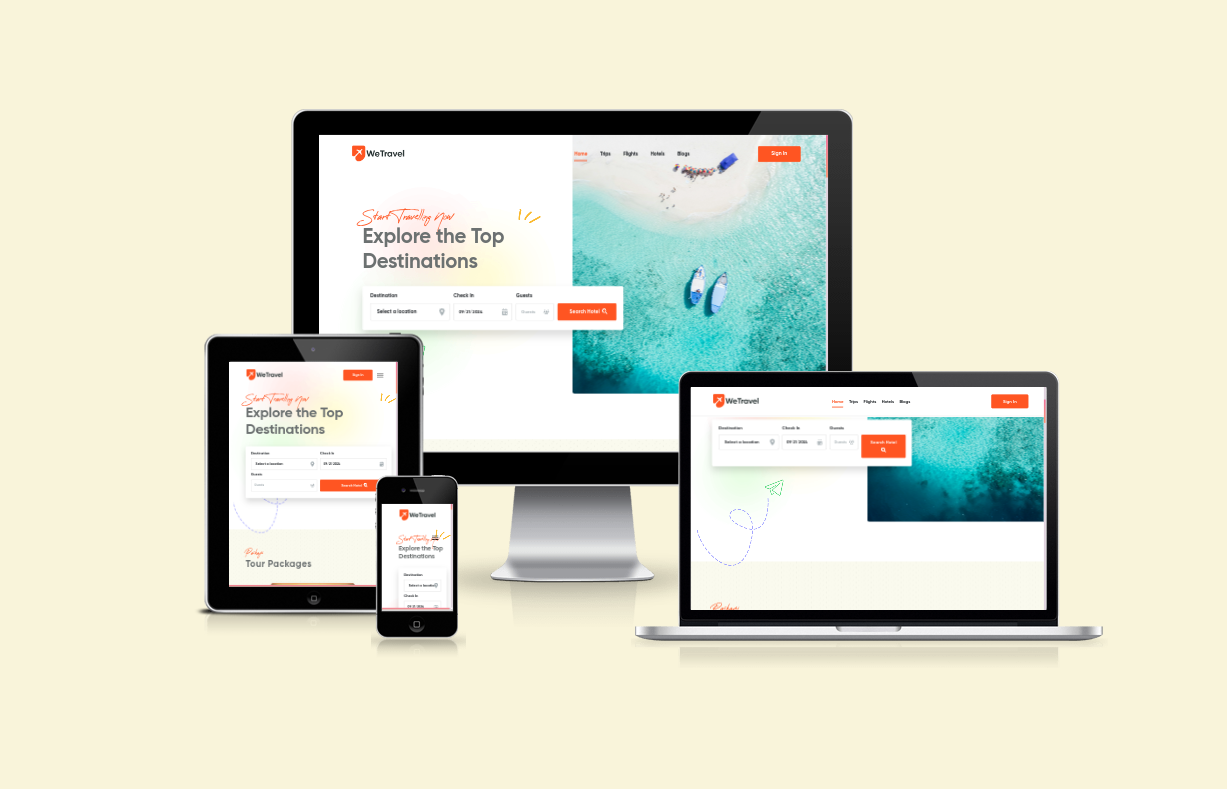 WeTravel
Home Trips Flights Hotels Blogs
Sign In
Start Travelling Now
Explore the Top
Destinations
Destination Check In Guests
Select a location 09/21/2024 Guests Search Hotel
WeTravel
Sign In
Start Travelling Now
Explore the Top
Destinations
Destination Check In
Select a location 09/21/2024
Guests
Guests Search Hotel
Package
Tour Packages
WeTravel
Start Travelling
Explore the Top
Destinations
Destination
Select a location
Check In
09/21/2024
WeTravel
Home Trips Flights Hotels Blogs
Sign In
Destination Check In Guests
Select a location 09/21/2024 Guests Search Hotel
Package